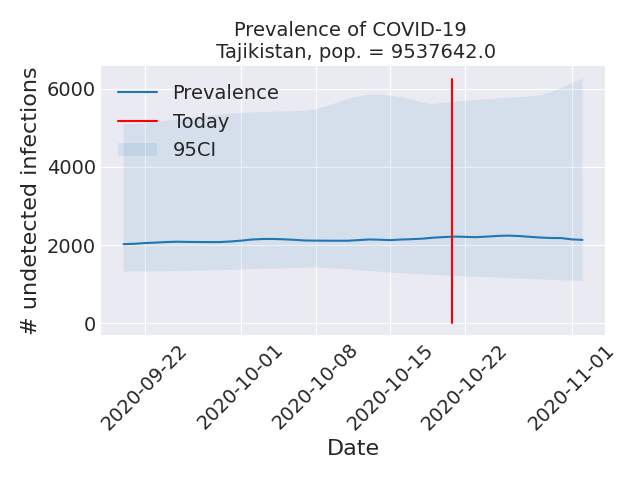 Prevalence of COVID-19
Tajikistan, pop. = 9537642.0
# undetected infections
6000
4000
2000
0
Prevalence
Today
95CI
2020-09-22
2020-10-01
2020-10-08
2020-10-15
2020-10-22
2020-11-01
Date